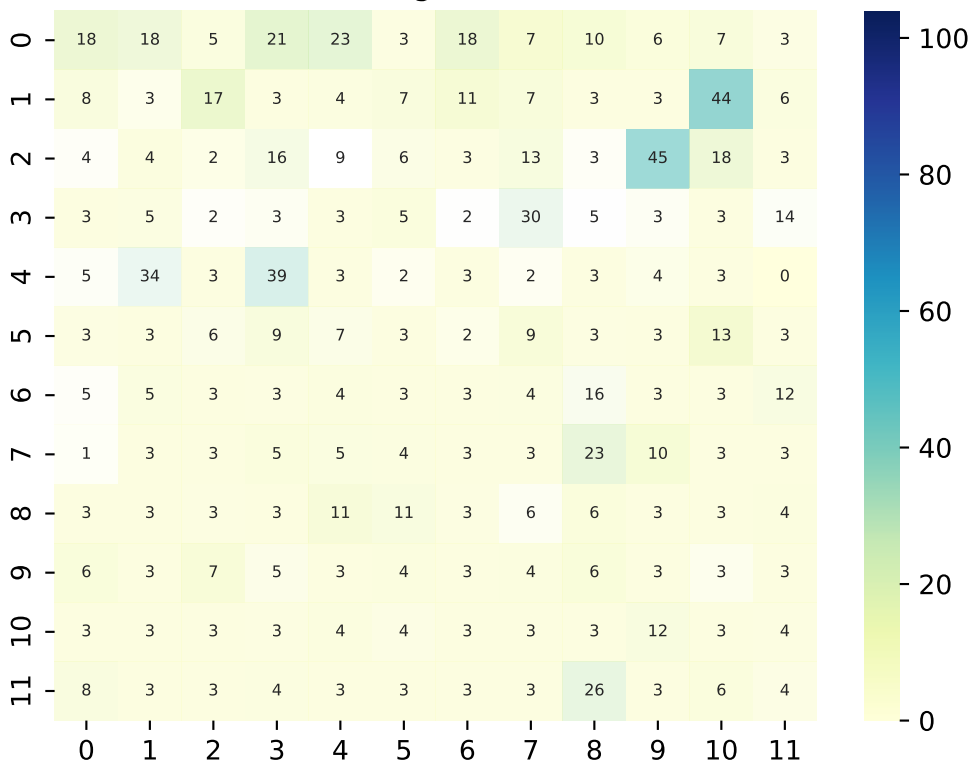 0 18 18 5 21 23 3 18 7 10 6 7 3
1 8 3 17 3 4 7 11 7 3 3 44 6
2 4 4 2 16 9 6 3 13 3 45 18 3
3 3 5 2 3 3 5 2 30 5 3 3 14
4 5 34 3 39 3 2 3 2 3 4 3 0
5 3 3 6 9 7 3 2 9 3 3 13 3
6 5 5 3 3 4 3 3 4 16 3 3 12
7 1 3 3 5 5 4 3 3 23 10 3 3
8 3 3 3 3 11 11 3 6 6 3 3 4
9 6 3 7 5 3 4 3 4 6 3 3 3
10 3 3 3 3 4 4 3 3 3 12 3 4
11 8 3 3 4 3 3 3 3 26 3 6 4
0 1 2 3 4 5 6 7 8 9 10 11
100
80
60
40
20
0